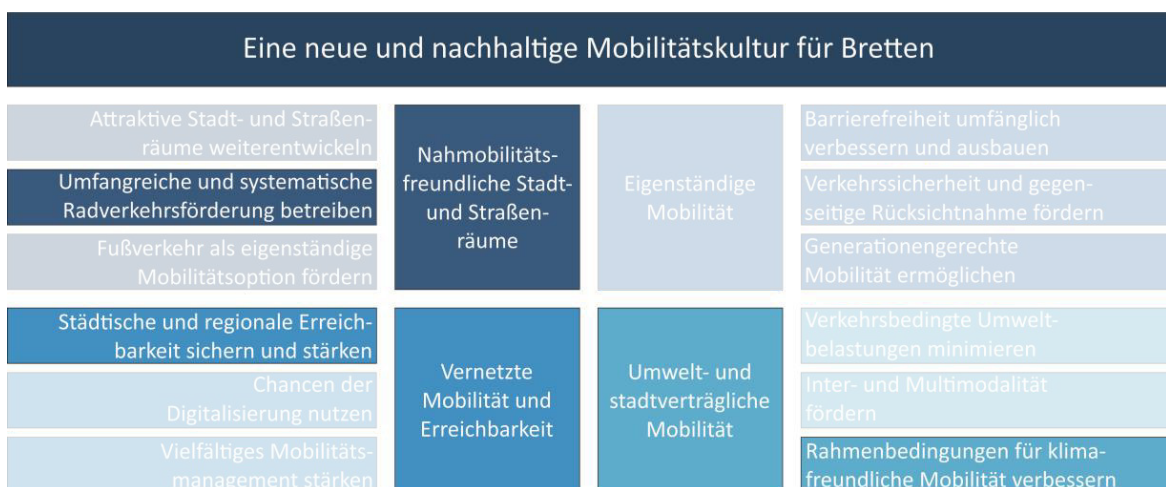 Eine neue und nachhaltige Mobilitätskultur für Bretten
Attraktive Stadt- und Straßen-
räume weiterentwickeln
Umfangreiche und systematische
Radverkehrsförderung betreiben
Fußverkehr als eigenständige
Mobilitätsoption fördern
Nahmobilitäts-
freundliche Stadt-
und Straßen-
räume
Eigenständige
Mobilität
Barrierefreiheit umfänglich
verbessern und ausbauen
Verkehrssicherheit und gegen-
seitige Rücksichtnahme fördern
Generationengerechte
Mobilität ermöglichen
Städtische und regionale Erreich-
barkeit sichern und stärken
Chancen der
Digitalisierung nutzen
Vielfältiges Mobilitäts-
management stärken
Vernetzte
Mobilität und
Erreichbarkeit
Umwelt- und
stadtverträgliche
Mobilität
Verkehrsbedingte Umwelt-
belastungen minimieren
Inter- und Multimodalität
fördern
Rahmenbedingungen für klima-
freundliche Mobilität verbessern